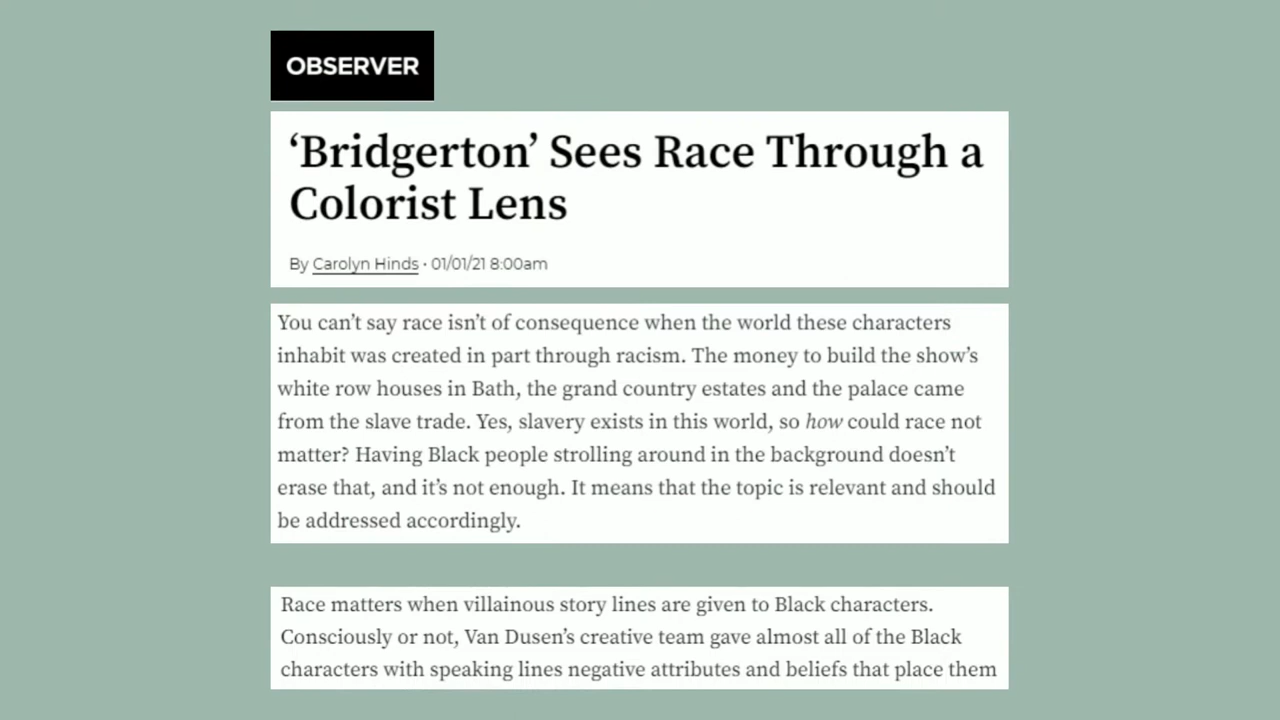 OBSERVER
‘Bridgerton’ Sees Race Through a
Colorist Lens
By Carolyn Hinds · 01/01/21 8:00am
You can’t say race isn’t of consequence when the world these characters
inhabit was created in part through racism. The money to build the show’s
white row houses in Bath, the grand country estates and the palace came
from the slave trade. Yes, slavery exists in this world, so how could race not
matter? Having Black people strolling around in the background doesn’t
erase that, and it’s not enough. It means that the topic is relevant and should
be addressed accordingly.
Race matters when villainous story lines are given to Black characters.
Consciously or not, Van Dusen’s creative team gave almost all of the Black
characters with speaking lines negative attributes and beliefs that place them